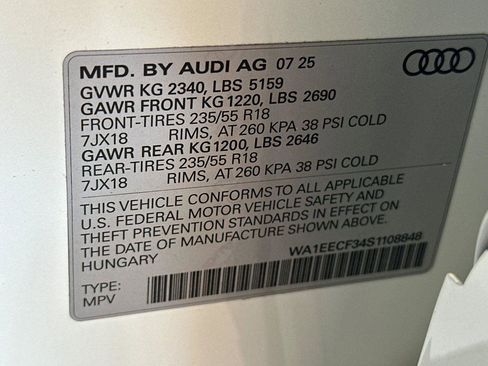 MFD. BY AUDI AG 07 25
GVWR KG 2340, LBS 5159
GAWR FRONT KG 1220, LBS 2690
FRONT-TIRES 235/55 R18
7JX18 RIMS, AT 260 KPA 38 PSI COLD
GAWR REAR KG 1200, LBS 2646
REAR-TIRES 235/55 R18
7JX18 RIMS, AT 260 KPA 38 PSI COLD
THIS VEHICLE CONFORMS TO ALL APPLICABLE
U.S. FEDERAL MOTOR VEHICLE SAFETY AND
THEFT PREVENTION STANDARDS IN EFFECT ON
THE DATE OF MANUFACTURE SHOWN ABOVE.
HUNGARY
WA1EECF34S1108848
TYPE:
MPV